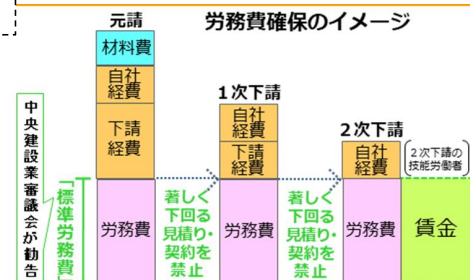 労務費確保のイメージ
元請
材料費
自社
経費
下請
経費
労務費
1次下請
自社
経費
下請
経費
労務費
2次下請
自社
経費
労務費
2次下請の
技能労働者
賃金
著しく
下回る
見積り・
契約を
禁止
著しく
下回る
見積り・
契約を
禁止
中央建設業審議会が勧告
「標準労務費」